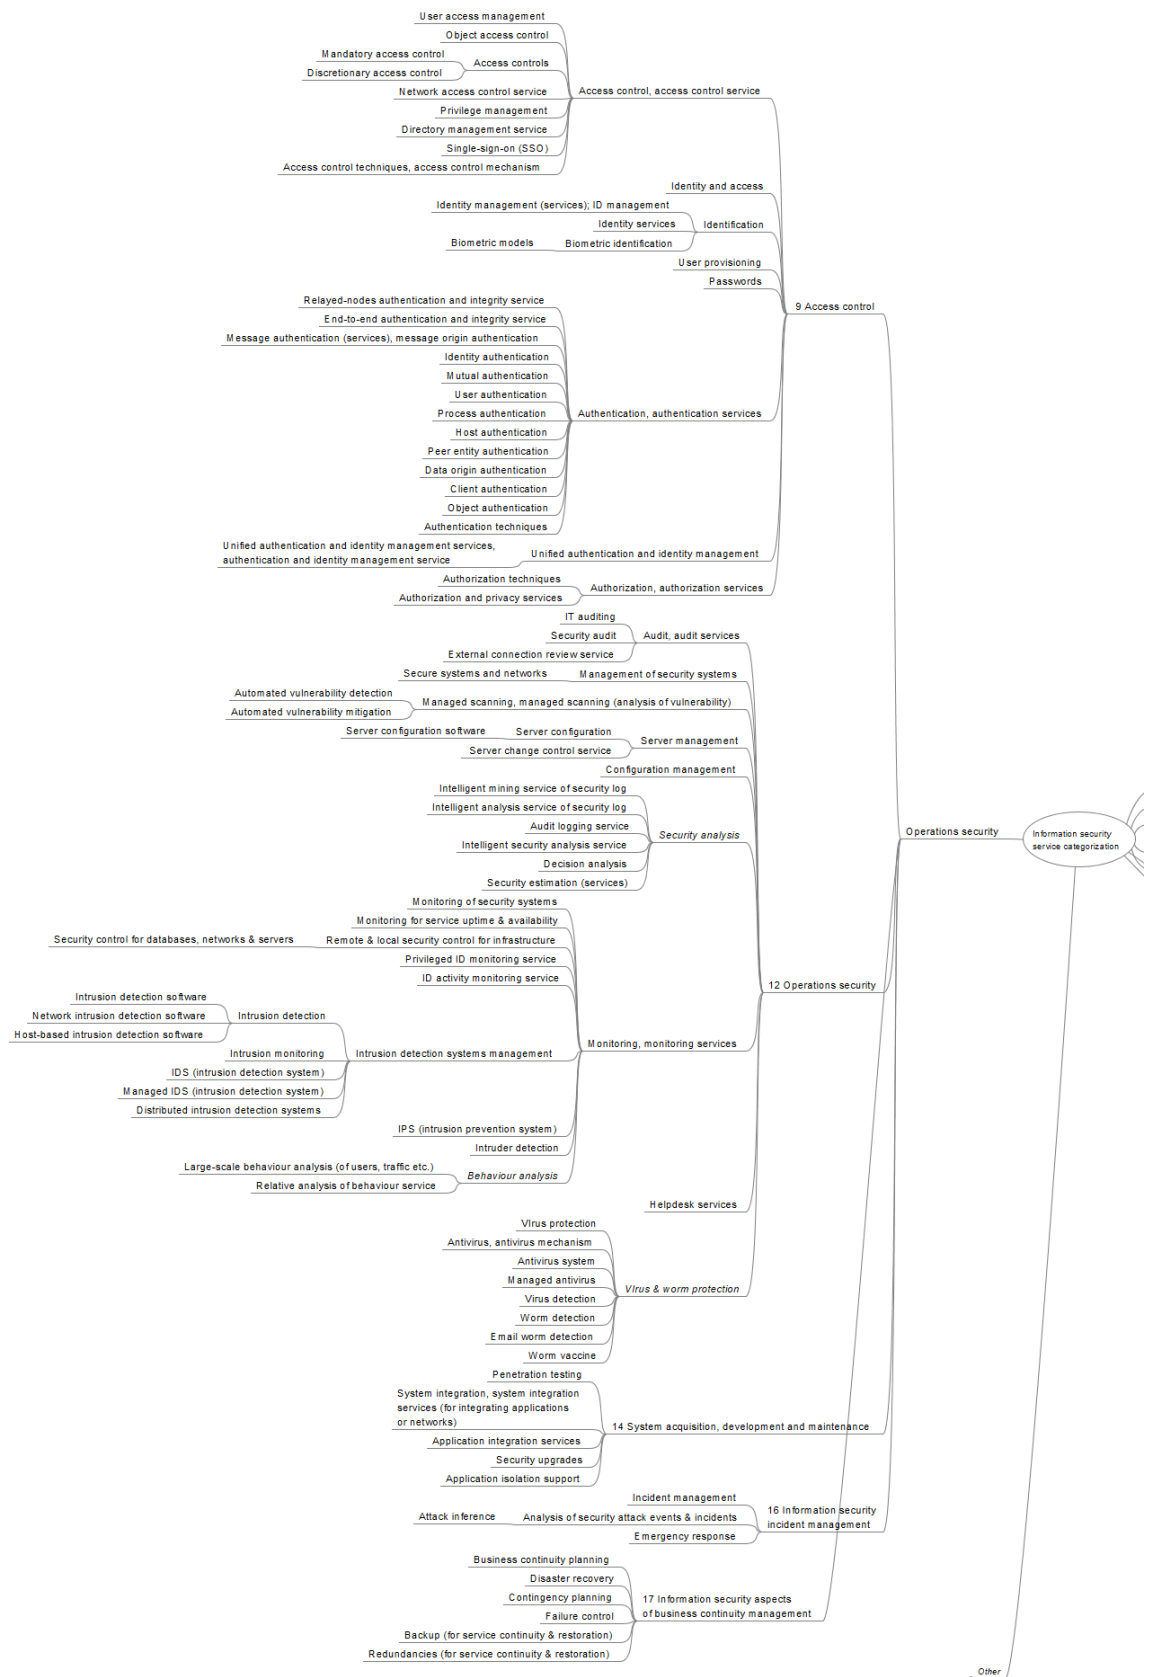 User access management
Object access control
Mandatory access control
Access controls
Discretionary access control
Network access control service
Access control, access control service
Privilege management
Directory management service
Single-sign-on (SSO)
Access control techniques, access control mechanism
Identity and access
Identity management (services); ID management
Identity services
Identification
Biometric models
Biometric identification
User provisioning
Passwords
Relayed-nodes authentication and integrity service
9 Access control
End-to-end authentication and integrity service
Message authentication (services), message origin authentication
Identity authentication
Mutual authentication
User authentication
Process authentication
Authentication, authentication services
Host authentication
Peer entity authentication
Data origin authentication
Client authentication
Object authentication
Authentication techniques
Unified authentication and identity management services,
authentication and identity management service
Unified authentication and identity management
Authorization techniques
Authorization, authorization services
Authorization and privacy services
IT auditing
Security audit
Audit, audit services
External connection review service
Secure systems and networks
Management of security systems
Automated vulnerability detection
Managed scanning, managed scanning (analysis of vulnerability)
Automated vulnerability mitigation
Server configuration software
Server configuration
Server management
Server change control service
Configuration management
Intelligent mining service of security log
Intelligent analysis service of security log
Audit logging service
Security analysis
Intelligent security analysis service
Decision analysis
Security estimation (services)
Operations security
Information security
service categorization
Monitoring of security systems
Monitoring for service uptime & availability
Security control for databases, networks & servers
Remote & local security control for infrastructure
Privileged ID monitoring service
ID activity monitoring service
12 Operations security
Intrusion detection software
Network intrusion detection software
Intrusion detection
Host-based intrusion detection software
Monitoring, monitoring services
Intrusion monitoring
Intrusion detection systems management
IDS (intrusion detection system)
Managed IDS (intrusion detection system)
Distributed intrusion detection systems
IPS (intrusion prevention system)
Intruder detection
Large-scale behaviour analysis (of users, traffic etc.)
Behaviour analysis
Relative analysis of behaviour service
Helpdesk services
VIrus protection
Antivirus, antivirus mechanism
Antivirus system
Managed antivirus
VIrus & worm protection
Virus detection
Worm detection
Email worm detection
Worm vaccine
Penetration testing
System integration, system integration
services (for integrating applications
or networks)
14 System acquisition, development and maintenance
Application integration services
Security upgrades
Application isolation support
Incident management
Attack inference
Analysis of security attack events & incidents
16 Information security
incident management
Emergency response
Business continuity planning
Disaster recovery
Contingency planning
17 Information security aspects
of business continuity management
Failure control
Backup (for service continuity & restoration)
Redundancies (for service continuity & restoration)
Other